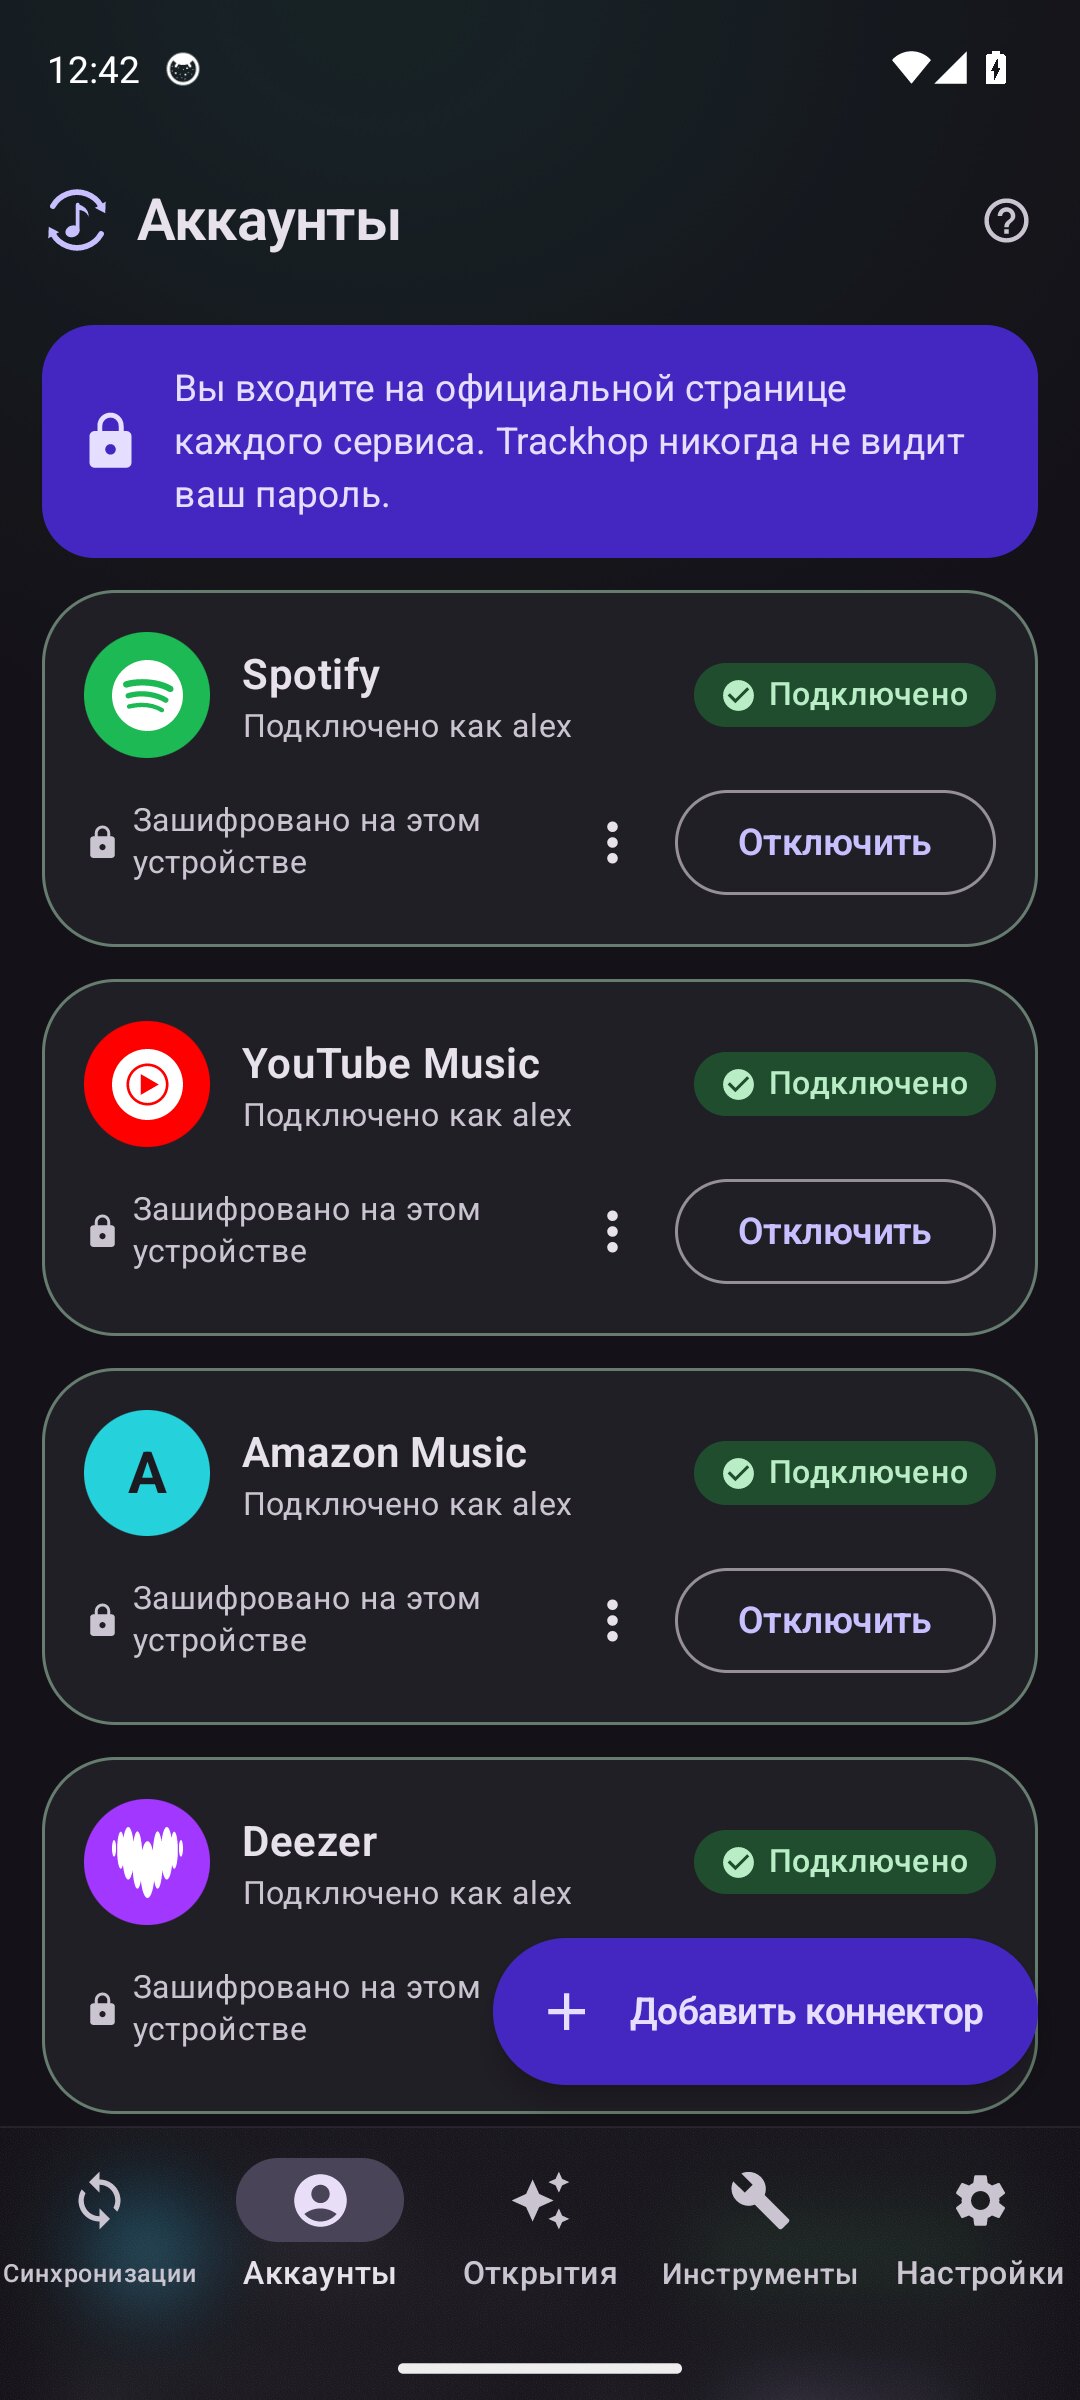 12:42
Аккаунты
Вы входите на официальной странице
каждого сервиса. Trackhop никогда не видит
ваш пароль.
Spotify
Подключено как alex
Подключено
Зашифровано на этом
устройстве
Отключить
YouTube Music
Подключено как alex
Подключено
Зашифровано на этом
устройстве
Отключить
A
Amazon Music
Подключено как alex
Подключено
Зашифровано на этом
устройстве
Отключить
Deezer
Подключено как alex
Подключено
Зашифровано на этом
устройстве
Добавить коннектор
Синхронизации
Аккаунты
Открытия
Инструменты
Настройки